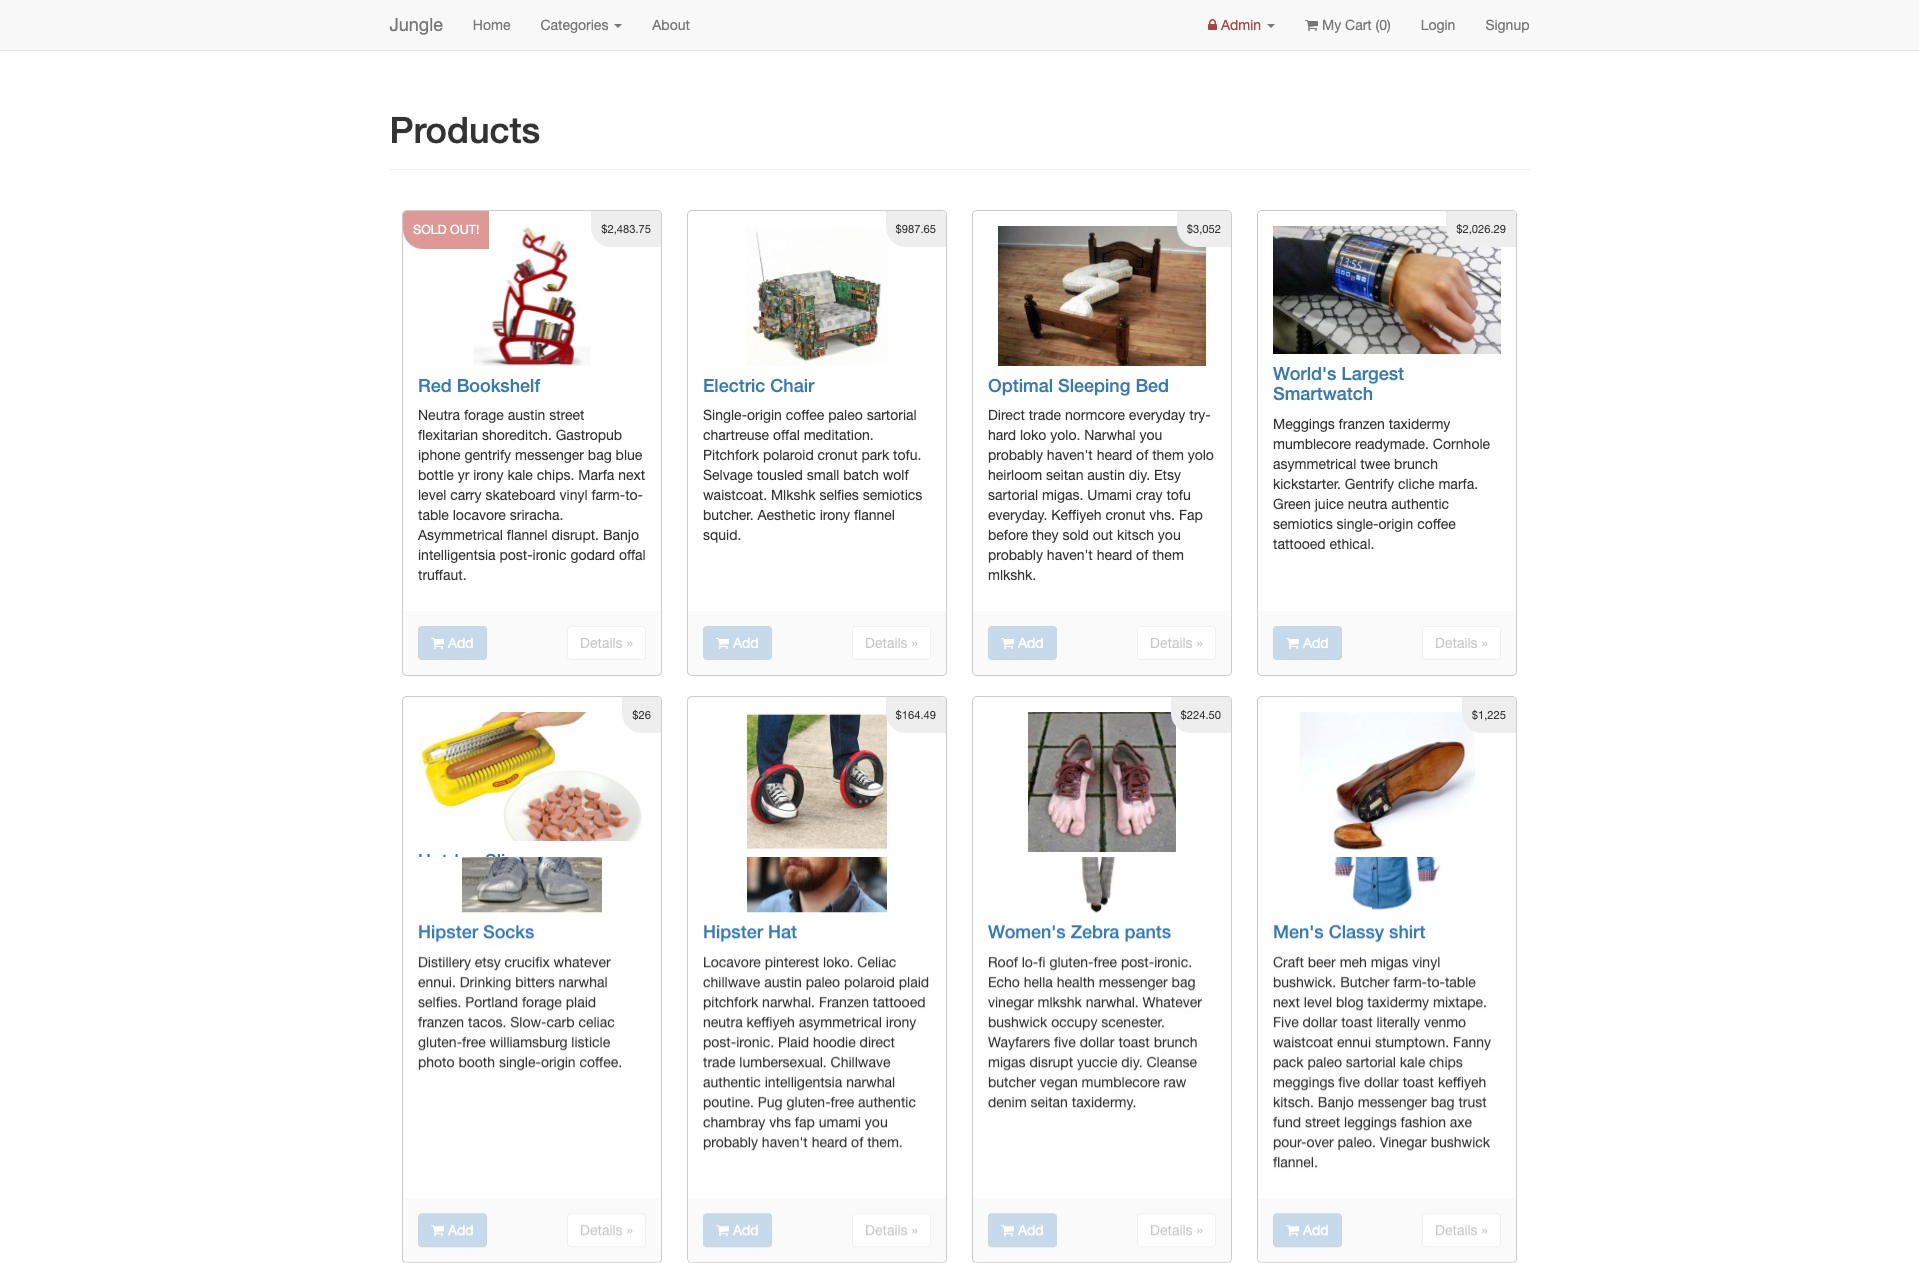 Jungle Home Categories About Admin My Cart (0) Login Signup
Products
SOLD OUT!
$2,483.75
Red Bookshelf
Neutra forage austin street
flexitarian shoreditch. Gastropub
iphone gentrify messenger bag blue
bottle yr irony kale chips. Marfa next
level carry skateboard vinyl farm-to-
table locavore sriracha.
Asymmetrical flannel disrupt. Banjo
intelligentsia post-ironic godard offal
truffaut.
Add Details »
$987.65
Electric Chair
Single-origin coffee paleo sartorial
chartreuse offal meditation.
Pitchfork polaroid cronut park tofu.
Selvage tousled small batch wolf
waistcoat. Mlkshk selfies semiotics
butcher. Aesthetic irony flannel
squid.
Add Details »
$3,052
Optimal Sleeping Bed
Direct trade normcore everyday try-
hard loko yolo. Narwhal you
probably haven't heard of them yolo
heirloom seitan austin diy. Etsy
sartorial migas. Umami cray tofu
everyday. Keffiyeh cronut vhs. Fap
before they sold out kitsch you
probably haven't heard of them
mlkshk.
Add Details »
$2,026.29
13:55
World's Largest
Smartwatch
Meggings franzen taxidermy
mumblecore readymade. Cornhole
asymmetrical twee brunch
kickstarter. Gentrify cliche marfa.
Green juice neutra authentic
semiotics single-origin coffee
tattooed ethical.
Add Details »
$26
$164.49
$224.50
$1,225
Hipster Socks
Distillery etsy crucifix whatever
ennui. Drinking bitters narwhal
selfies. Portland forage plaid
franzen tacos. Slow-carb celiac
gluten-free williamsburg listicle
photo booth single-origin coffee.
Add Details »
Hipster Hat
Locavore pinterest loko. Celiac
chillwave austin paleo polaroid plaid
pitchfork narwhal. Franzen tattooed
neutra keffiyeh asymmetrical irony
post-ironic. Plaid hoodie direct
trade lumbersexual. Chillwave
authentic intelligentsia narwhal
poutine. Pug gluten-free authentic
chambray vhs fap umami you
probably haven't heard of them.
Add Details »
Women's Zebra pants
Roof lo-fi gluten-free post-ironic.
Echo hella health messenger bag
vinegar mlkshk narwhal. Whatever
bushwick occupy scenester.
Wayfarers five dollar toast brunch
migas disrupt yuccie diy. Cleanse
butcher vegan mumblecore raw
denim seitan taxidermy.
Add Details »
Men's Classy shirt
Craft beer meh migas vinyl
bushwick. Butcher farm-to-table
next level blog taxidermy mixtape.
Five dollar toast literally venmo
waistcoat ennui stumptown. Fanny
pack paleo sartorial kale chips
meggings five dollar toast keffiyeh
kitsch. Banjo messenger bag trust
fund street leggings fashion axe
pour-over paleo. Vinegar bushwick
flannel.
Add Details »